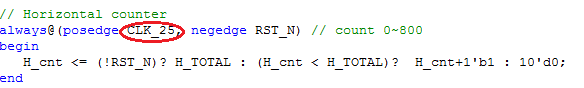 // Horizontal counter
always@(posedge CLK_25, negedge RST_N) // count 0~800
begin
H_cnt <= (!RST_N)? H_TOTAL : (H_cnt < H_TOTAL)? H_cnt+1'b1 : 10'd0;
end